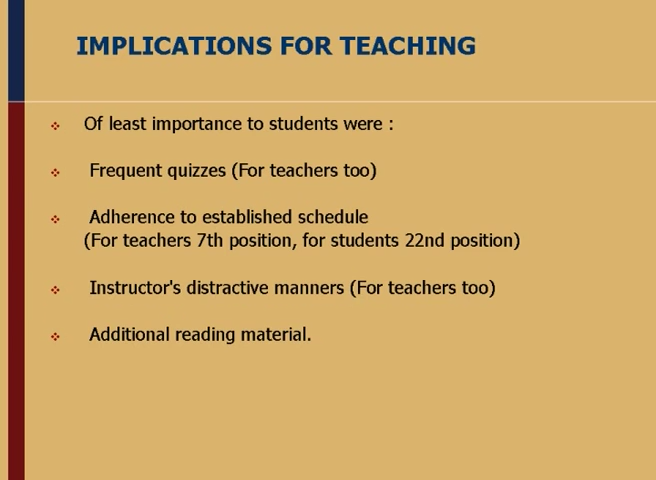 IMPLICATIONS FOR TEACHING
Of least importance to students were :
Frequent quizzes (For teachers too)
Adherence to established schedule
(For teachers 7th position, for students 22nd position)
Instructor's distractive manners (For teachers too)
Additional reading material.